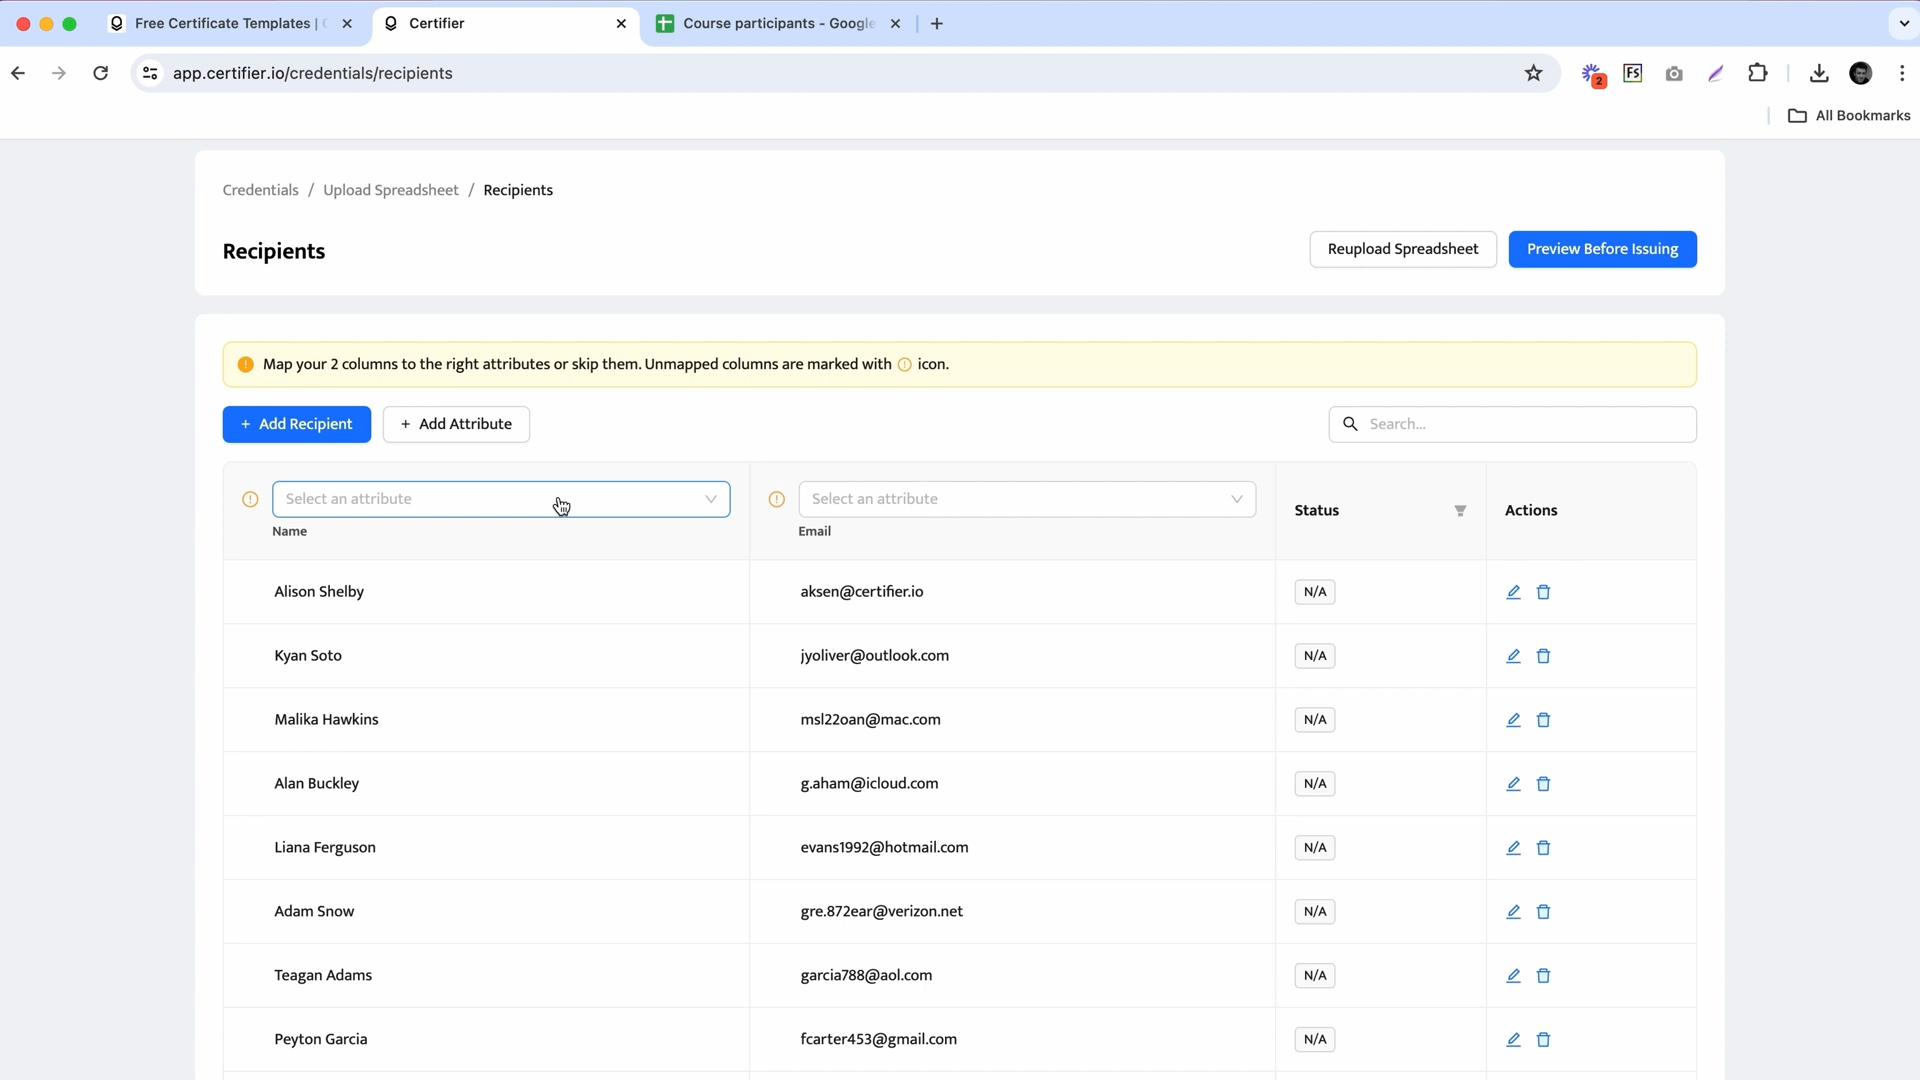 Free Certificate Templates |
Certifier
Course participants - Google
app.certifier.io/credentials/recipients
2
FS
All Bookmarks
Credentials / Upload Spreadsheet / Recipients
Recipients
Reupload Spreadsheet
Preview Before Issuing
Map your 2 columns to the right attributes or skip them. Unmapped columns are marked with ! icon.
+ Add Recipient
+ Add Attribute
Search...
Select an attribute
Name
Select an attribute
Email
Status
Actions
Alison Shelby aksen@certifier.io N/A
Kyan Soto jyoliver@outlook.com N/A
Malika Hawkins msl22oan@mac.com N/A
Alan Buckley g.aham@icloud.com N/A
Liana Ferguson evans1992@hotmail.com N/A
Adam Snow gre.872ear@verizon.net N/A
Teagan Adams garcia788@aol.com N/A
Peyton Garcia fcarter453@gmail.com N/A